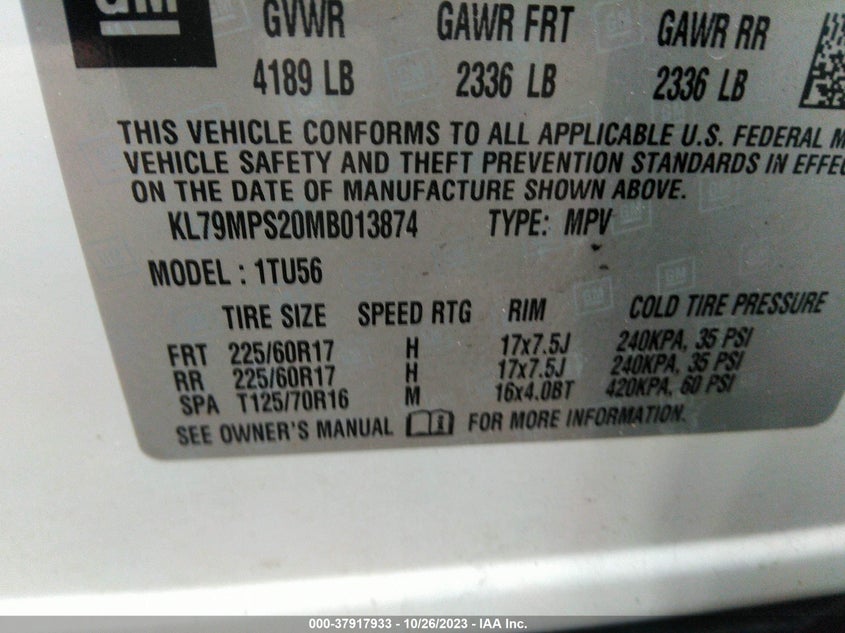 GM
GVWR GAWR FRT GAWR RR
4189 LB 2336 LB 2336 LB
THIS VEHICLE CONFORMS TO ALL APPLICABLE U.S. FEDERAL M
VEHICLE SAFETY AND THEFT PREVENTION STANDARDS IN EFFE
ON THE DATE OF MANUFACTURE SHOWN ABOVE.
KL79MPS20MB013874 TYPE: MPV
MODEL : 1TU56
TIRE SIZE SPEED RTG RIM COLD TIRE PRESSURE
FRT 225/60R17 H 17x7.5J 240KPA, 35 PSI
RR 225/60R17 H 17x7.5J 240KPA, 35 PSI
SPA T125/70R16 M 16x4.0BT 420KPA, 60 PSI
SEE OWNER'S MANUAL FOR MORE INFORMATION.
000-37917933 - 10/26/2023 - IAA Inc.